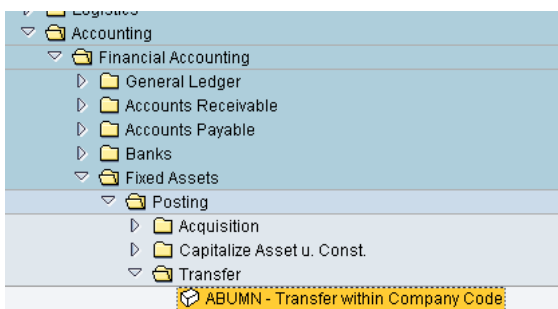 Logistics
Accounting
Financial Accounting
General Ledger
Accounts Receivable
Accounts Payable
Banks
Fixed Assets
Posting
Acquisition
Capitalize Asset u. Const.
Transfer
ABUMN - Transfer within Company Code